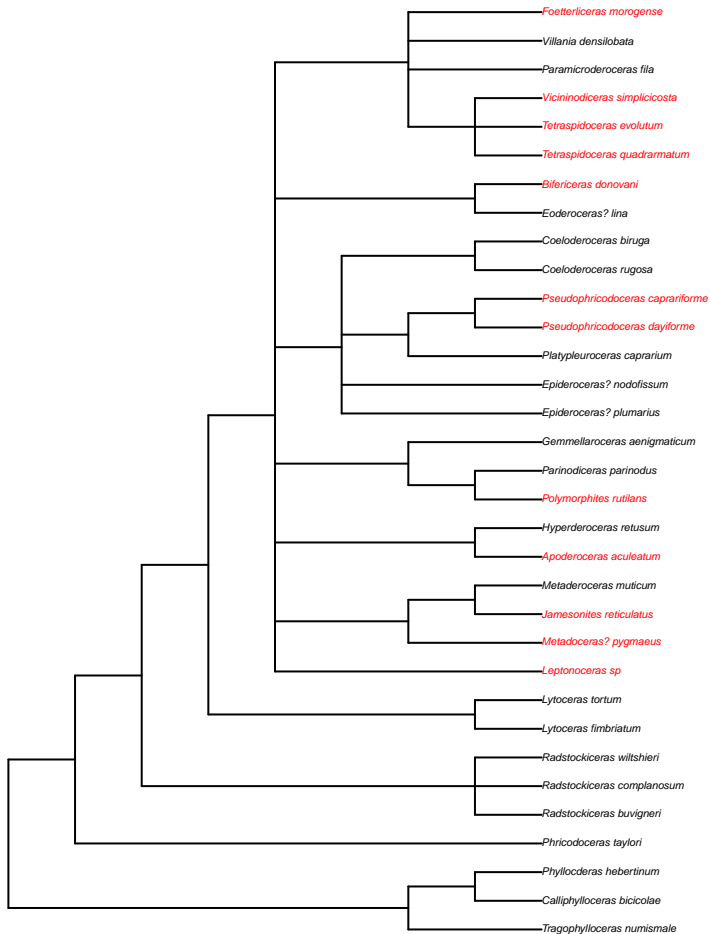 Foetterliceras morogense
Villania densilobata
Paramicroderoceras fila
Vicininodiceras simplicicosta
Tetraspidoceras evolutum
Tetraspidoceras quadrarmatum
Bifericeras donovani
Eoderoceras? lina
Coeloderoceras biruga
Coeloderoceras rugosa
Pseudophricodoceras caprariforme
Pseudophricodoceras dayiforme
Platypleuroceras caprarium
Epideroceras? nodofissum
Epideroceras? plumarius
Gemmellaroceras aenigmaticum
Parinodiceras parinodus
Polymorphites rutilans
Hyperderoceras retusum
Apoderoceras aculeatum
Metaderoceras muticum
Jamesonites reticulatus
Metadoceras? pygmaeus
Leptonoceras sp
Lytoceras tortum
Lytoceras fimbriatum
Radstockiceras wiltshieri
Radstockiceras complanosum
Radstockiceras buvigneri
Phricodoceras taylori
Phyllocderas hebertinum
Calliphylloceras bicicolae
Tragophylloceras numismale